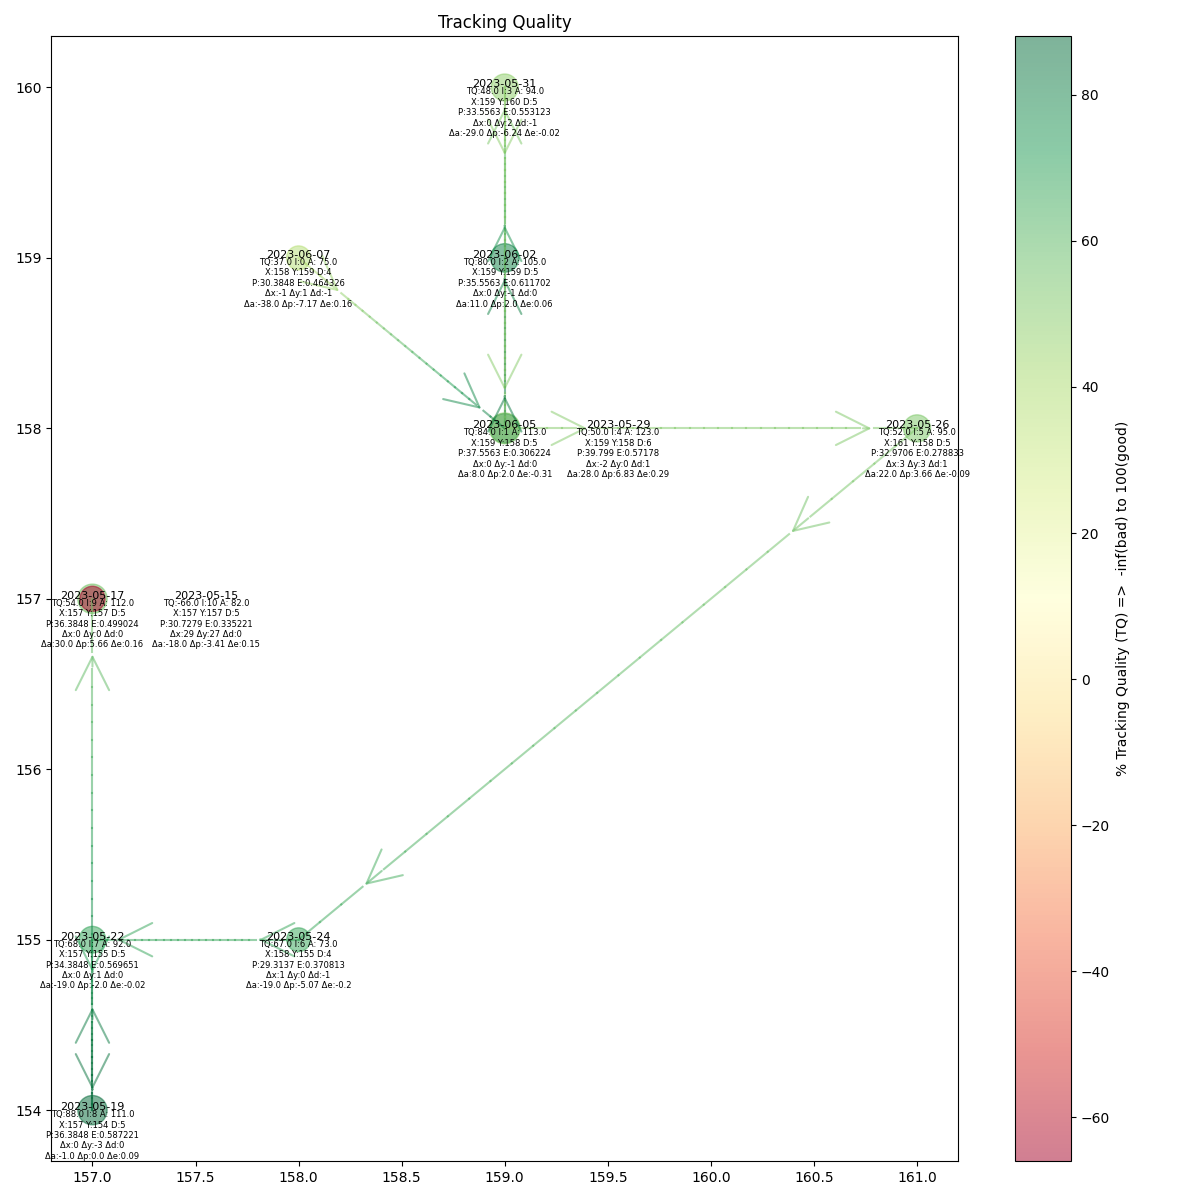 Tracking Quality
160
159
158
157
156
155
154
2023-05-31
TQ:48.0 I:3 A: 94.0
X:159 Y:160 D:5
P:33.5563 E:0.553123
Δx:0 Δy:2 Δd:-1
Δa:-29.0 Δp:-6.24 Δe:-0.02
2023-06-07
TQ:37.0 I:0 A: 75.0
X:158 Y:159 D:4
P:30.3848 E:0.464326
Δx:-1 Δy:1 Δd:-1
Δa:-38.0 Δp:-7.17 Δe:0.16
2023-06-02
TQ:80.0 I:2 A: 105.0
X:159 Y:159 D:5
P:35.5563 E:0.611702
Δx:0 Δy:-1 Δd:0
Δa:11.0 Δp:2.0 Δe:0.06
2023-06-05
TQ:84.0 I:1 A: 113.0
X:159 Y:158 D:5
P:37.5563 E:0.306224
Δx:0 Δy:-1 Δd:0
Δa:8.0 Δp:2.0 Δe:-0.31
2023-05-29
TQ:50.0 I:4 A: 123.0
X:159 Y:158 D:6
P:39.799 E:0.57178
Δx:-2 Δy:0 Δd:1
Δa:28.0 Δp:6.83 Δe:0.29
2023-05-26
TQ:52.0 I:5 A: 95.0
X:161 Y:158 D:5
P:32.9706 E:0.278833
Δx:3 Δy:3 Δd:1
Δa:22.0 Δp:3.66 Δe:-0.09
2023-05-17
TQ:54.0 I:9 A: 112.0
X:157 Y:157 D:5
P:36.3848 E:0.499024
Δx:0 Δy:0 Δd:0
Δa:30.0 Δp:5.66 Δe:0.16
2023-05-15
TQ:-66.0 I:10 A: 82.0
X:157 Y:157 D:5
P:30.7279 E:0.335221
Δx:29 Δy:27 Δd:0
Δa:-18.0 Δp:-3.41 Δe:0.15
2023-05-22
TQ:68.0 I:7 A: 92.0
X:157 Y:155 D:5
P:34.3848 E:0.569651
Δx:0 Δy:1 Δd:0
Δa:-19.0 Δp:-2.0 Δe:-0.02
2023-05-24
TQ:67.0 I:6 A: 73.0
X:158 Y:155 D:4
P:29.3137 E:0.370813
Δx:1 Δy:0 Δd:-1
Δa:-19.0 Δp:-5.07 Δe:-0.2
2023-05-19
TQ:88.0 I:8 A: 111.0
X:157 Y:154 D:5
P:36.3848 E:0.587221
Δx:0 Δy:-3 Δd:0
Δa:-1.0 Δp:0.0 Δe:0.09
157.0 157.5 158.0 158.5 159.0 159.5 160.0 160.5 161.0
80
60
40
20
0
−20
−40
−60
% Tracking Quality (TQ) => -inf(bad) to 100(good)